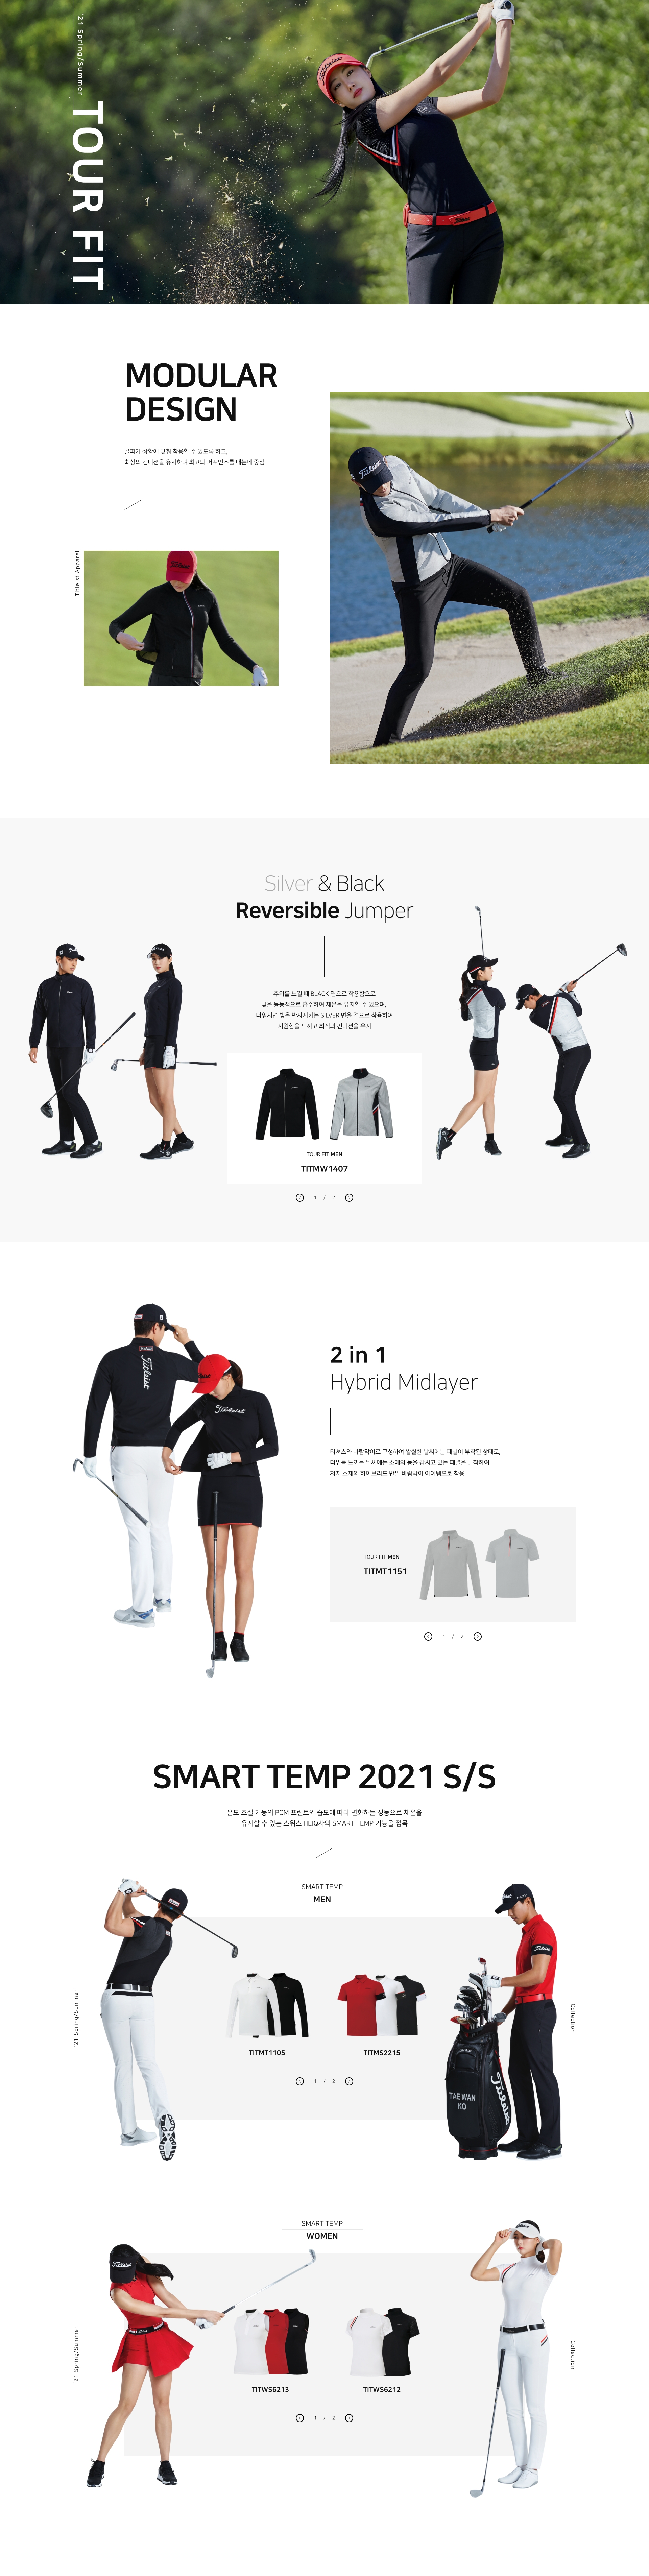 '21 Spring/Summer
TOUR FIT
Titleist
MODULAR
DESIGN
골퍼가 상황에 맞춰 착용할 수 있도록 하고,
최상의 컨디션을 유지하며 최고의 퍼포먼스를 내는데 중점
Titleist Apparel
Titleist
Titleist
Silver & Black
Reversible Jumper
추위를 느낄 때 BLACK 면으로 착용함으로
빛을 능동적으로 흡수하여 체온을 유지할 수 있으며,
더워지면 빛을 반사시키는 SILVER 면을 겉으로 착용하여
시원함을 느끼고 최적의 컨디션을 유지
TOUR FIT MEN
TITMW1407
1 / 2
Titleist
Titleist
2 in 1
Hybrid Midlayer
티셔츠와 바람막이로 구성하여 쌀쌀한 날씨에는 패널이 부착된 상태로,
더위를 느끼는 날씨에는 소매와 등을 감싸고 있는 패널을 탈착하여
저지 소재의 하이브리드 반팔 바람막이 아이템으로 착용
TOUR FIT MEN
TITMT1151
1 / 2
SMART TEMP 2021 S/S
온도 조절 기능의 PCM 프린트와 습도에 따라 변화하는 성능으로 체온을
유지할 수 있는 스위스 HEIQ사의 SMART TEMP 기능을 접목
SMART TEMP
MEN
'21 Spring/Summer
Collection
TITMT1105
TITMS2215
1 / 2
Titleist
TAE WAN
KO
Titleist
SMART TEMP
WOMEN
'21 Spring/Summer
Collection
Titleist
TITWS6213
TITWS6212
1 / 2